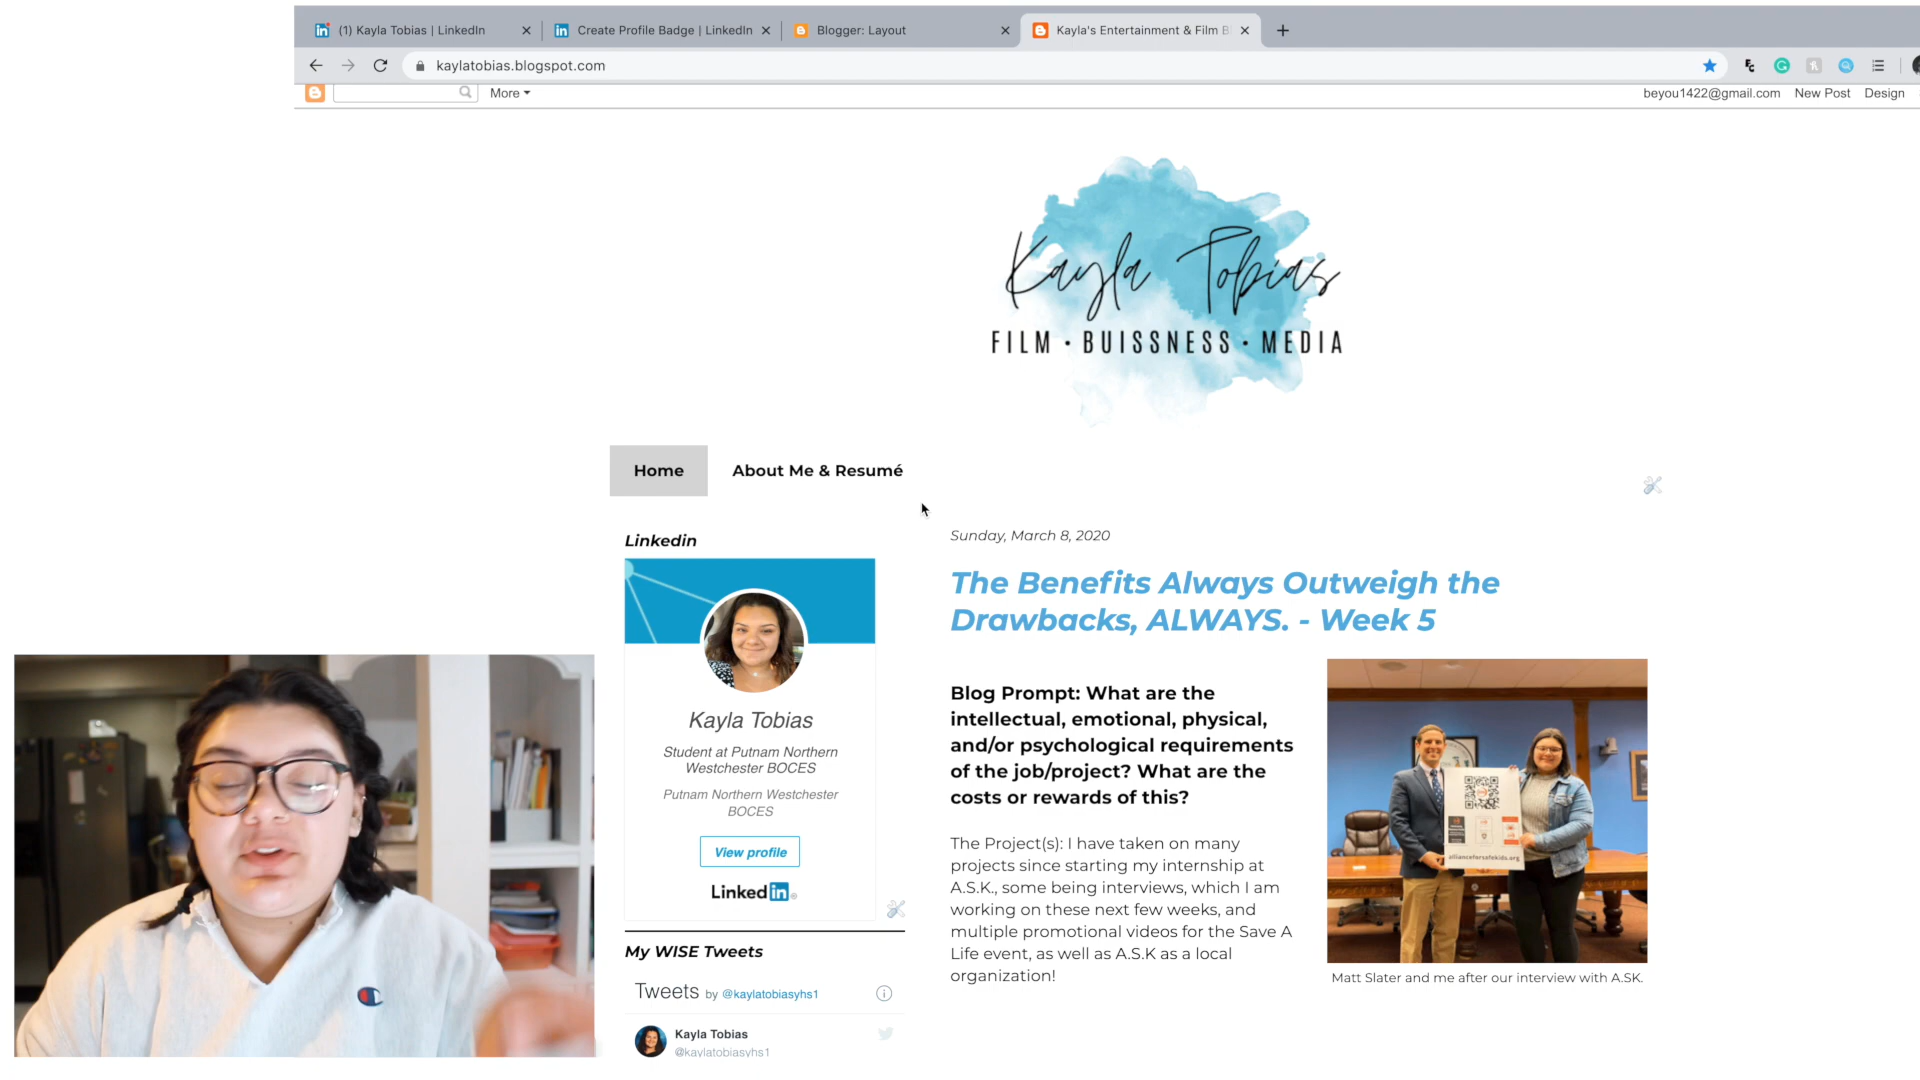 (1) Kayla Tobias | LinkedIn
Create Profile Badge | LinkedIn
Blogger: Layout
Kayla's Entertainment & Film B
kaylatobias.blogspot.com
More
beyou1422@gmail.com New Post Design
Kayla Tobias
FILM · BUISSNESS · MEDIA
Home
About Me & Resumé
Linkedin
Kayla Tobias
Student at Putnam Northern
Westchester BOCES
Putnam Northern Westchester
BOCES
View profile
LinkedIn
My WISE Tweets
Tweets by @kaylatobiasyhs1
Kayla Tobias
@kaylatobiasyhs1
Sunday, March 8, 2020
The Benefits Always Outweigh the
Drawbacks, ALWAYS. - Week 5
Blog Prompt: What are the
intellectual, emotional, physical,
and/or psychological requirements
of the job/project? What are the
costs or rewards of this?
The Project(s): I have taken on many
projects since starting my internship at
A.S.K., some being interviews, which I am
working on these next few weeks, and
multiple promotional videos for the Save A
Life event, as well as A.S.K as a local
organization!
allianceforsafekids.org
Matt Slater and me after our interview with A.SK.